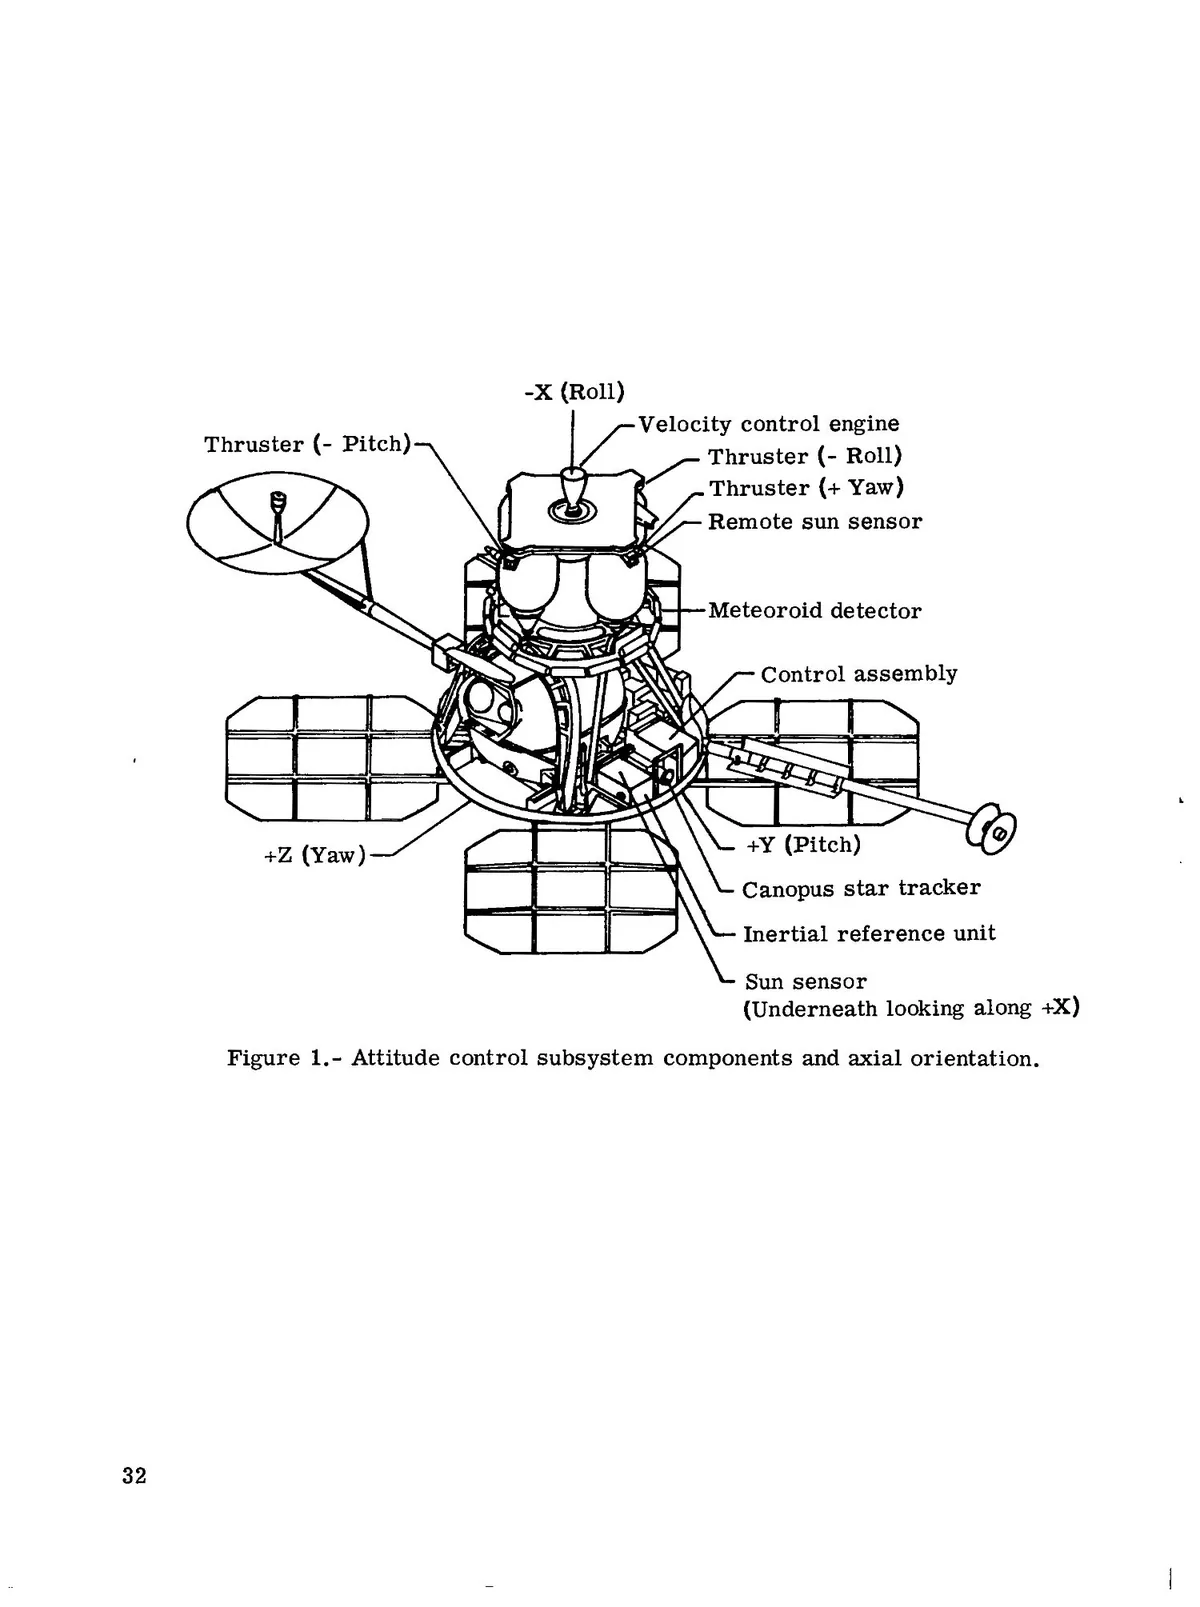 -X (Roll)
Velocity control engine
Thruster (- Pitch)
Thruster (- Roll)
Thruster (+ Yaw)
Remote sun sensor
Meteoroid detector
Control assembly
+Z (Yaw)
+Y (Pitch)
Canopus star tracker
Inertial reference unit
Sun sensor
(Underneath looking along +X)
Figure 1.- Attitude control subsystem components and axial orientation.
32